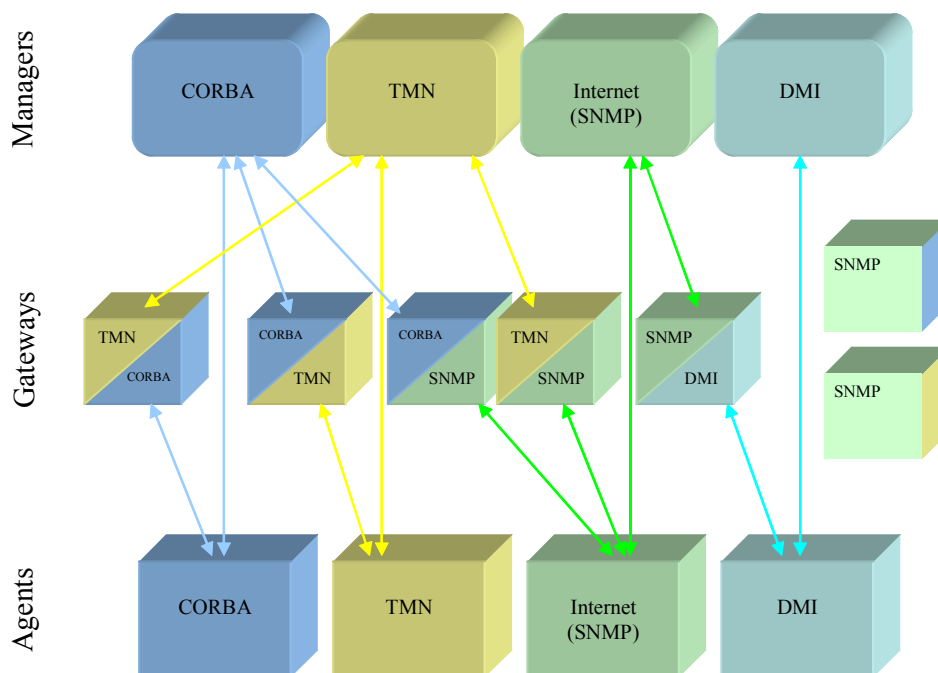 Managers
CORBA
TMN
Internet
(SNMP)
DMI
Gateways
TMN
CORBA
CORBA
TMN
CORBA
SNMP
TMN
SNMP
SNMP
DMI
SNMP
SNMP
Agents
CORBA
TMN
Internet
(SNMP)
DMI